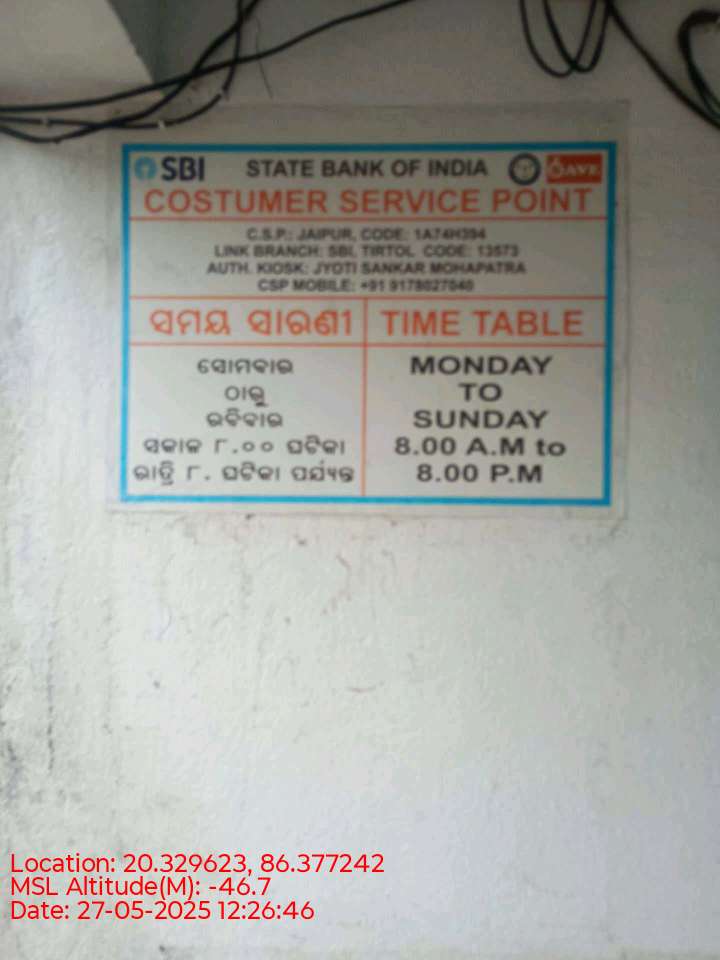 SBI STATE BANK OF INDIA SAVE
COSTUMER SERVICE POINT
C.S.P.: JAIPUR, CODE: 1A74H394
LINK BRANCH: SBI, TIRTOL CODE: 13573
AUTH. KIOSK: JYOTI SANKAR MOHAPATRA
CSP MOBILE: +91 9178027040
ସମୟ ସାରଣୀ
ସୋମବାର
ଠାରୁ
ରବିବାର
ସକାଳ ୮.୦୦ ଘଟିକା
ରାତ୍ରି ୮. ଘଟିକା ପର୍ଯ୍ୟନ୍ତ
TIME TABLE
MONDAY
TO
SUNDAY
8.00 A.M to
8.00 P.M
Location: 20.329623, 86.377242
MSL Altitude(M): -46.7
Date: 27-05-2025 12:26:46